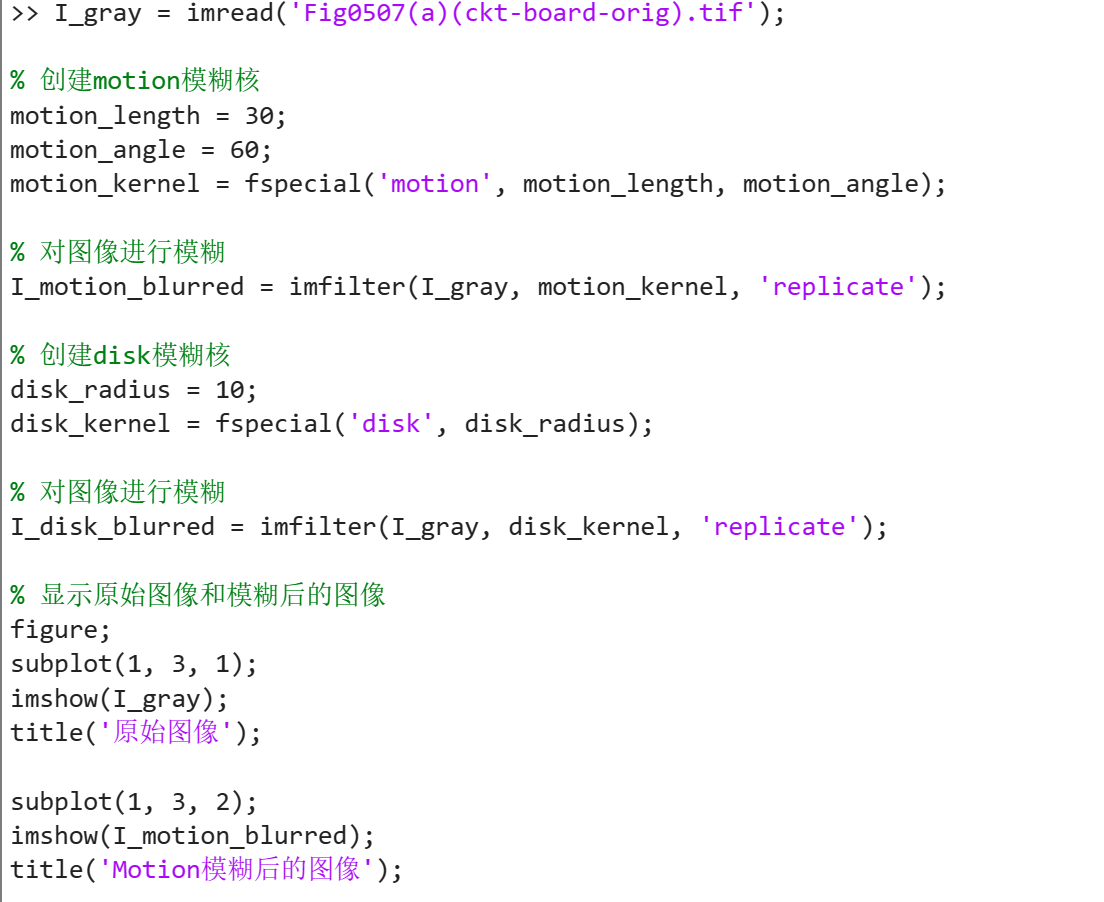 >> I_gray = imread('Fig0507(a)(ckt-board-orig).tif');
% 创建motion模糊核
motion_length = 30;
motion_angle = 60;
motion_kernel = fspecial('motion', motion_length, motion_angle);
% 对图像进行模糊
I_motion_blurred = imfilter(I_gray, motion_kernel, 'replicate');
% 创建disk模糊核
disk_radius = 10;
disk_kernel = fspecial('disk', disk_radius);
% 对图像进行模糊
I_disk_blurred = imfilter(I_gray, disk_kernel, 'replicate');
% 显示原始图像和模糊后的图像
figure;
subplot(1, 3, 1);
imshow(I_gray);
title('原始图像');
subplot(1, 3, 2);
imshow(I_motion_blurred);
title('Motion模糊后的图像');